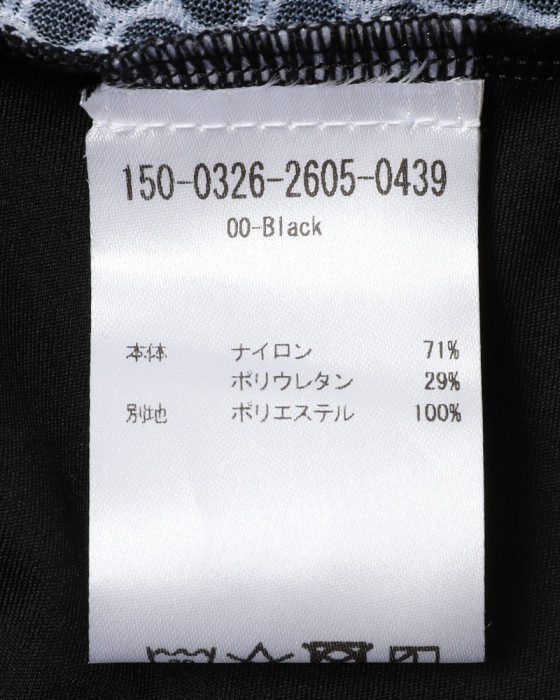 150-0326-2605-0439
00-Black
本体 ナイロン 71%
ポリウレタン 29%
別地 ポリエステル 100%